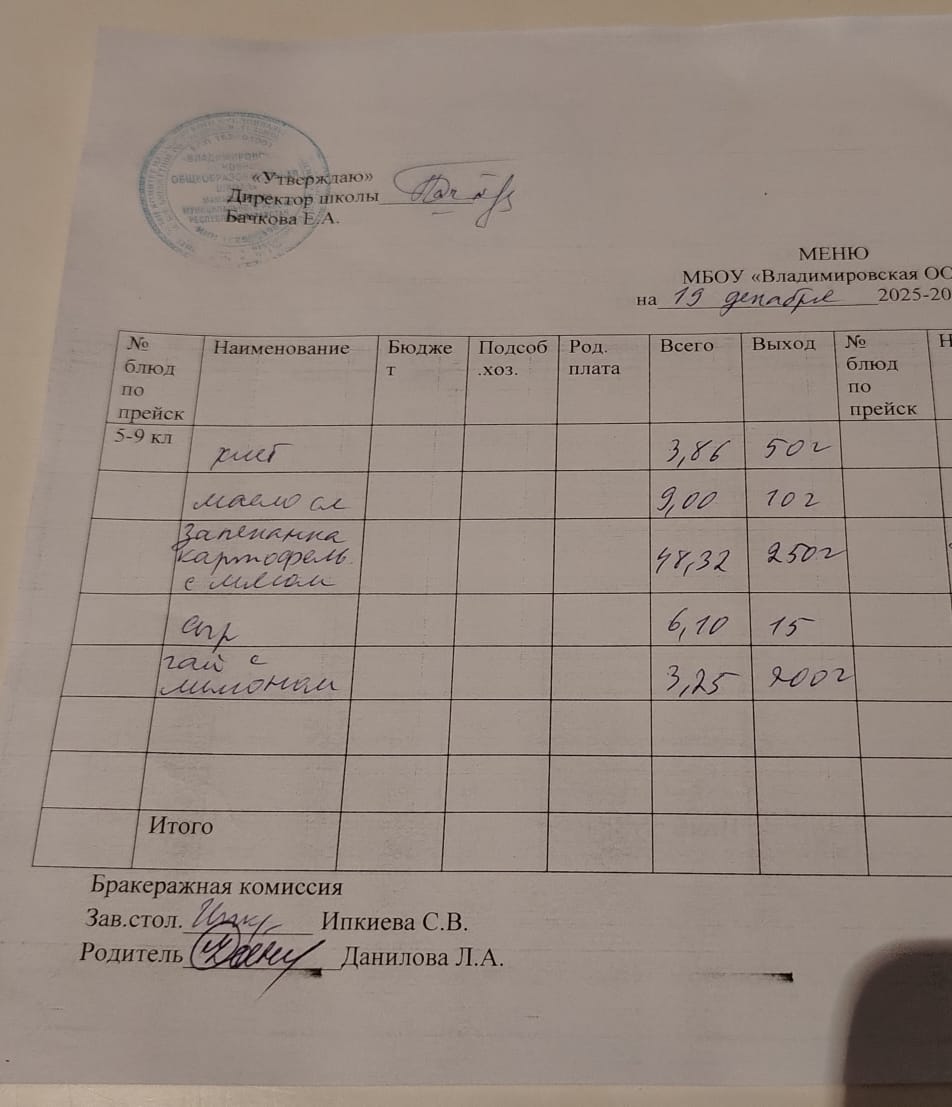 «Утверждаю»
Директор школы
Бачкова Е.А.
МЕНЮ
МБОУ «Владимировская ОС
на 19 декабря 2025-20
№ блюд по прейск Наименование Бюджет Подсоб.хоз. Род. плата Всего Выход № блюд по прейск Н
5-9 кл хлеб 3,86 50г
масло сл 9,00 10г
Запеканка
картофель.
с мясом 48,32 250г
сыр 6,10 15
чай с
лимоном 3,25 200г
Итого
Бракеражная комиссия
Зав.стол. Ипкиева С.В.
Родитель Данилова Л.А.